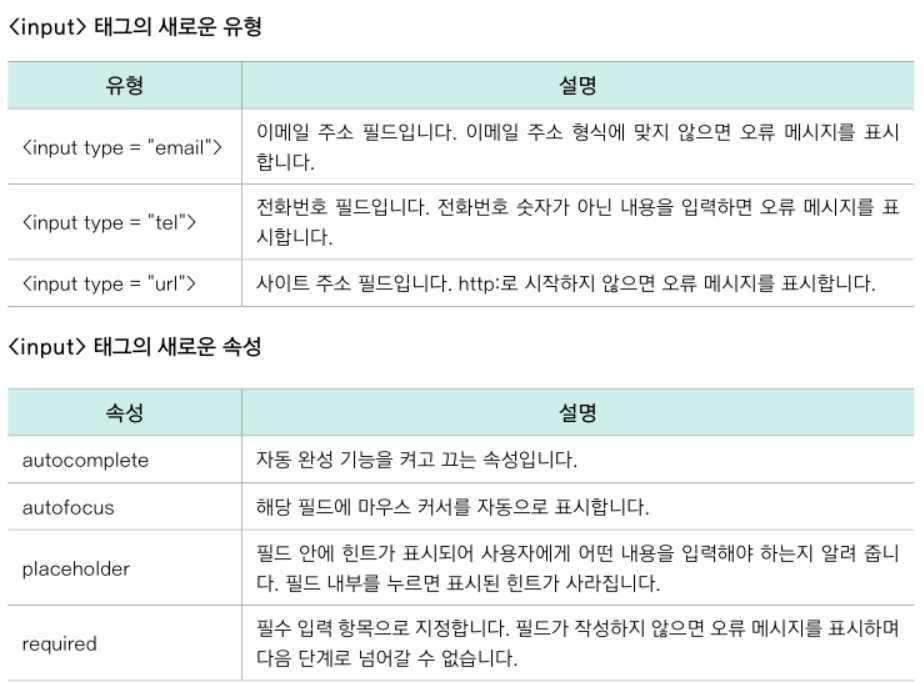 <input> 태그의 새로운 유형
유형 설명
<input type = "email"> 이메일 주소 필드입니다. 이메일 주소 형식에 맞지 않으면 오류 메시지를 표시
합니다.
<input type = "tel"> 전화번호 필드입니다. 전화번호 숫자가 아닌 내용을 입력하면 오류 메시지를 표
시합니다.
<input type = "url"> 사이트 주소 필드입니다. http:로 시작하지 않으면 오류 메시지를 표시합니다.
<input> 태그의 새로운 속성
속성 설명
autocomplete 자동 완성 기능을 켜고 끄는 속성입니다.
autofocus 해당 필드에 마우스 커서를 자동으로 표시합니다.
placeholder 필드 안에 힌트가 표시되어 사용자에게 어떤 내용을 입력해야 하는지 알려 줍니
다. 필드 내부를 누르면 표시된 힌트가 사라집니다.
required 필수 입력 항목으로 지정합니다. 필드가 작성하지 않으면 오류 메시지를 표시하며
다음 단계로 넘어갈 수 없습니다.